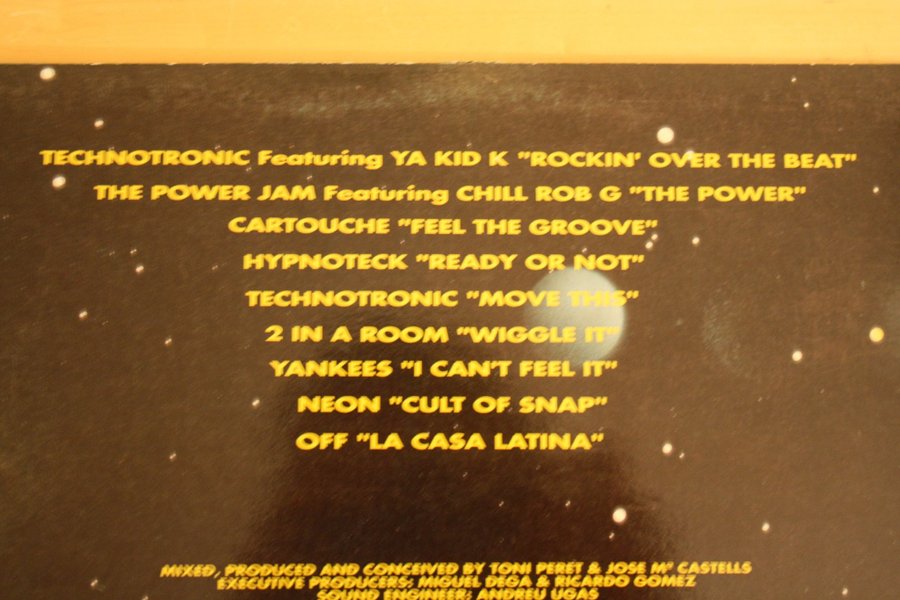 TECHNOTRONIC Featuring YA KID K "ROCKIN' OVER THE BEAT"
THE POWER JAM Featuring CHILL ROB G "THE POWER"
CARTOUCHE "FEEL THE GROOVE"
HYPNOTECK "READY OR NOT"
TECHNOTRONIC "MOVE THIS"
2 IN A ROOM "WIGGLE IT"
YANKEES "I CAN'T FEEL IT"
NEON "CULT OF SNAP"
OFF "LA CASA LATINA"
MIXED, PRODUCED AND CONCEIVED BY TONI PERET & JOSE Mª CASTELLS
EXECUTIVE PRODUCERS: MIGUEL DEGA & RICARDO GOMEZ
SOUND ENGINEER: ANDREU UGAS